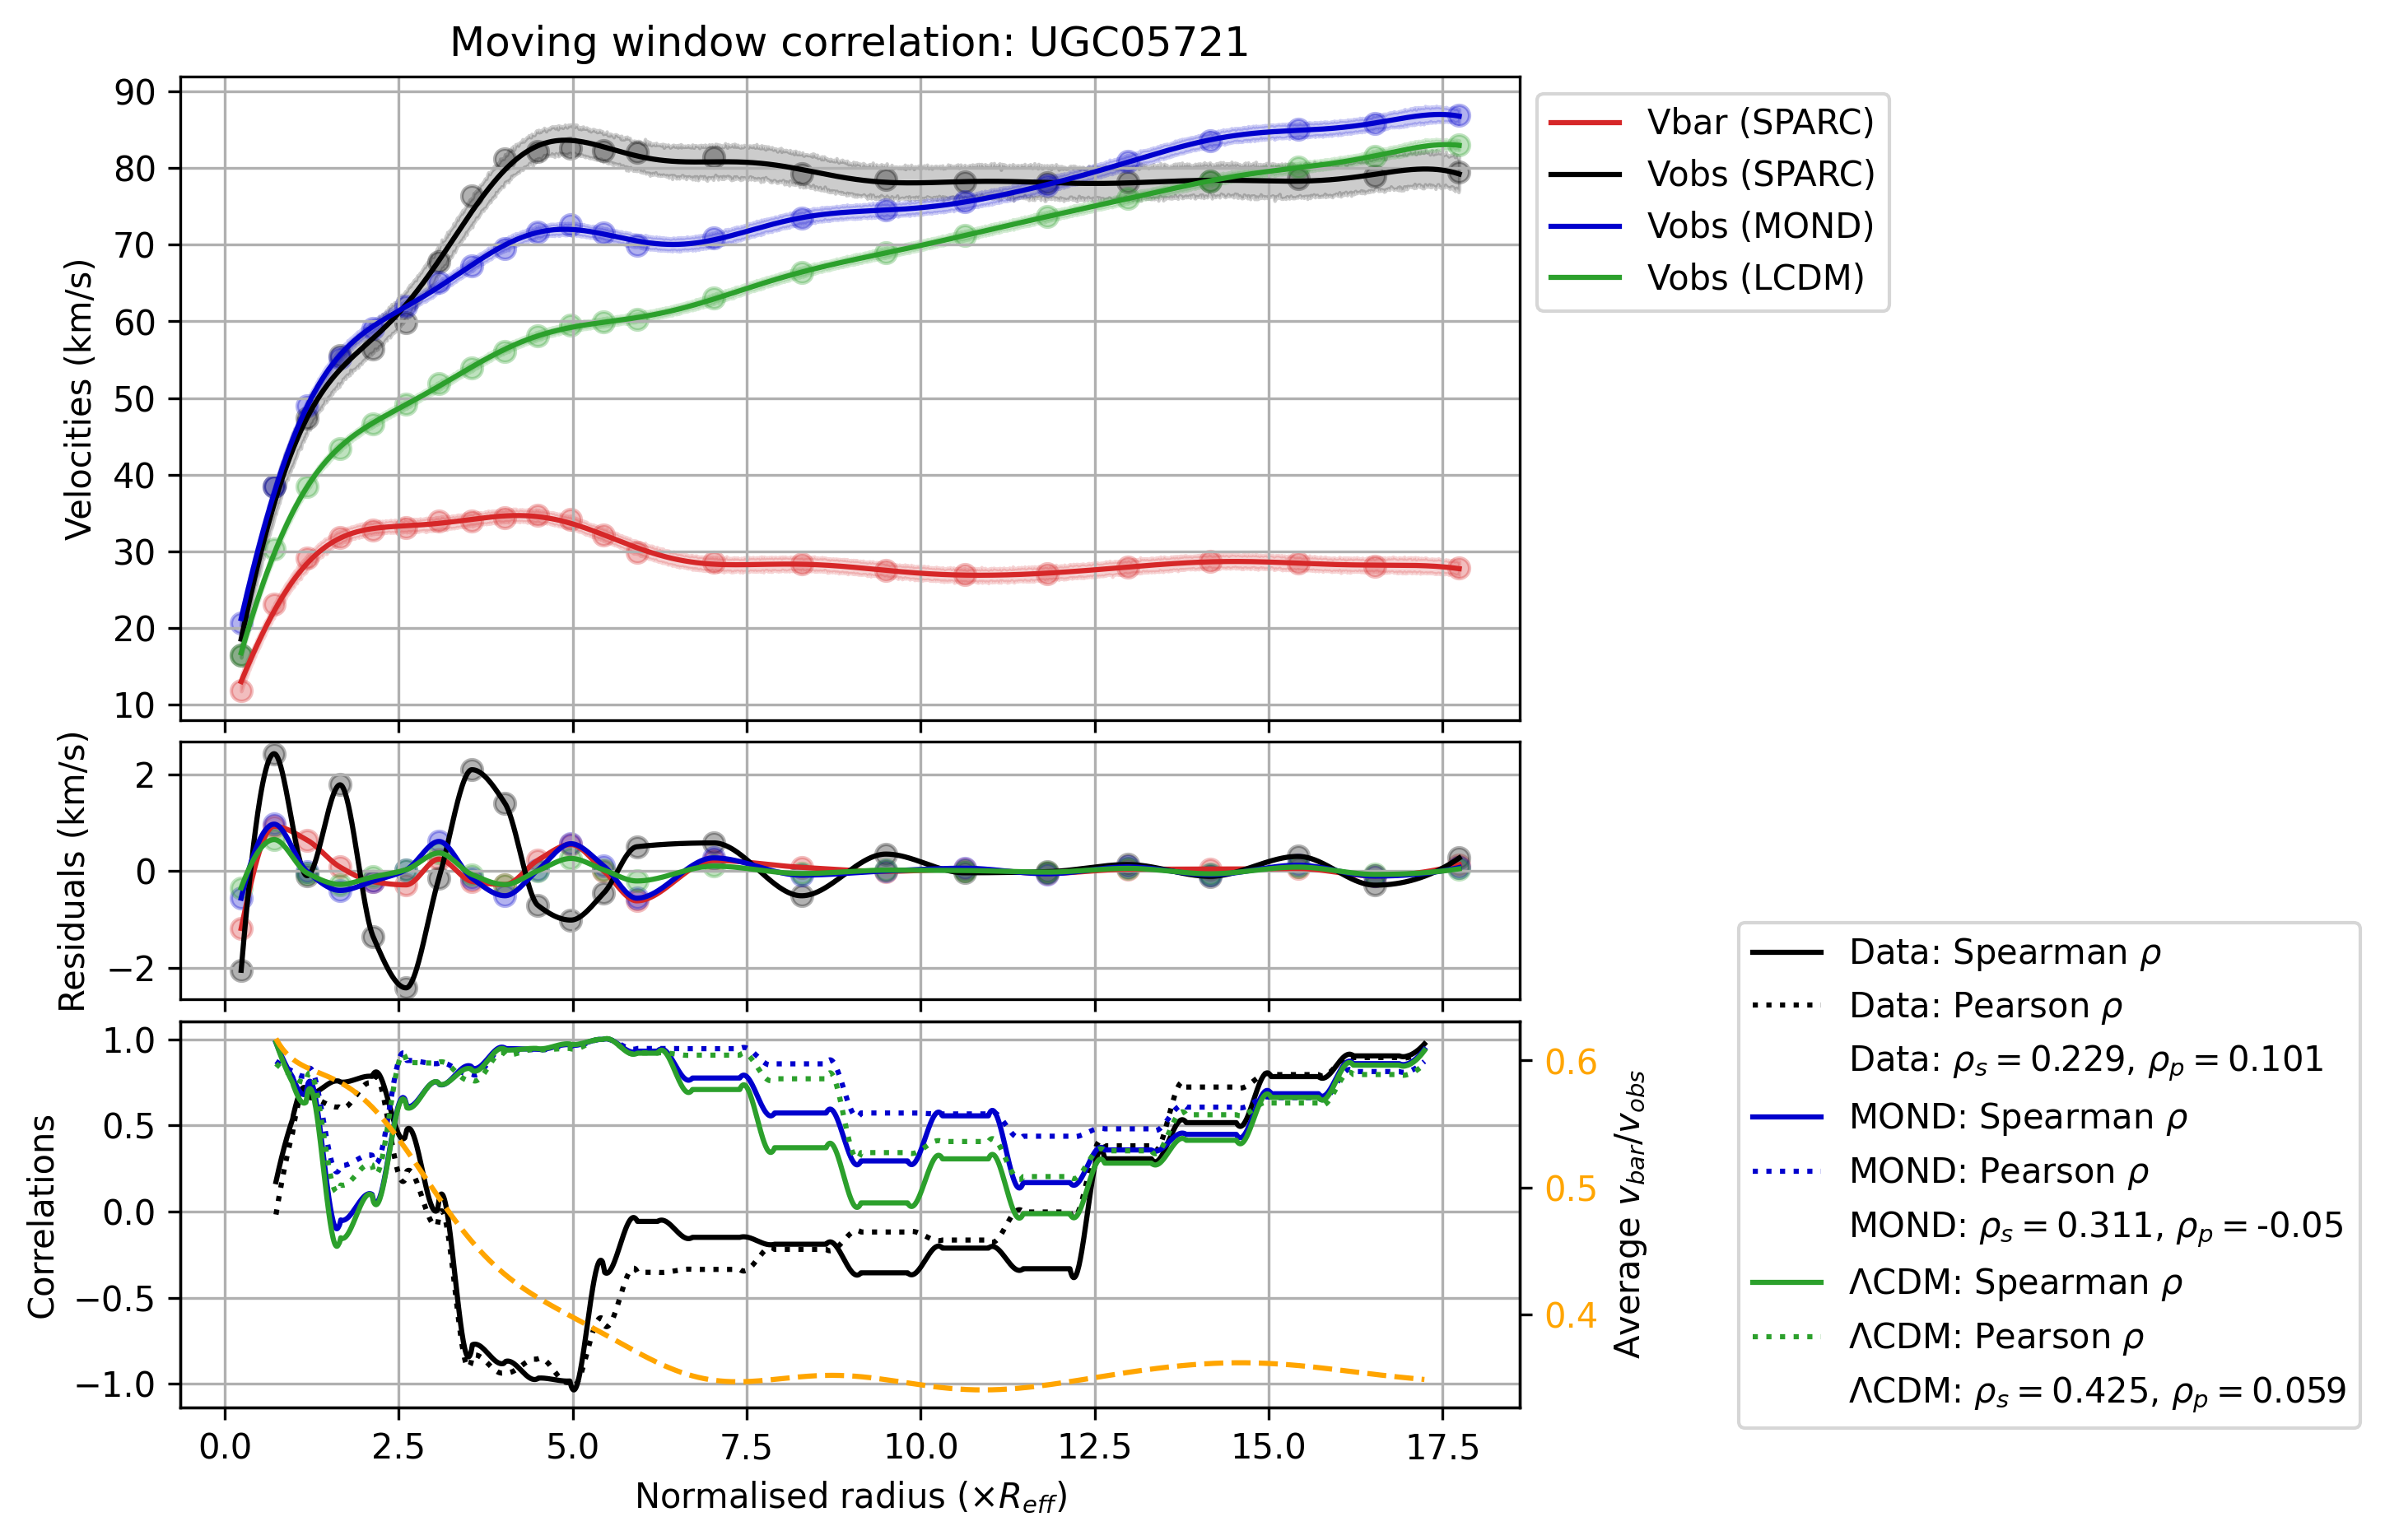 Moving window correlation: UGC05721
90
80
70
60
50
40
30
20
10
Velocities (km/s)
Vbar (SPARC)
Vobs (SPARC)
Vobs (MOND)
Vobs (LCDM)
2
0
−2
Residuals (km/s)
1.0
0.5
0.0
−0.5
−1.0
Correlations
0.6
0.5
0.4
Average v_bar/v_obs
0.0 2.5 5.0 7.5 10.0 12.5 15.0 17.5
Normalised radius (×R_eff)
Data: Spearman ρ
Data: Pearson ρ
Data: ρ_s = 0.229, ρ_p = 0.101
MOND: Spearman ρ
MOND: Pearson ρ
MOND: ρ_s = 0.311, ρ_p = -0.05
ΛCDM: Spearman ρ
ΛCDM: Pearson ρ
ΛCDM: ρ_s = 0.425, ρ_p = 0.059